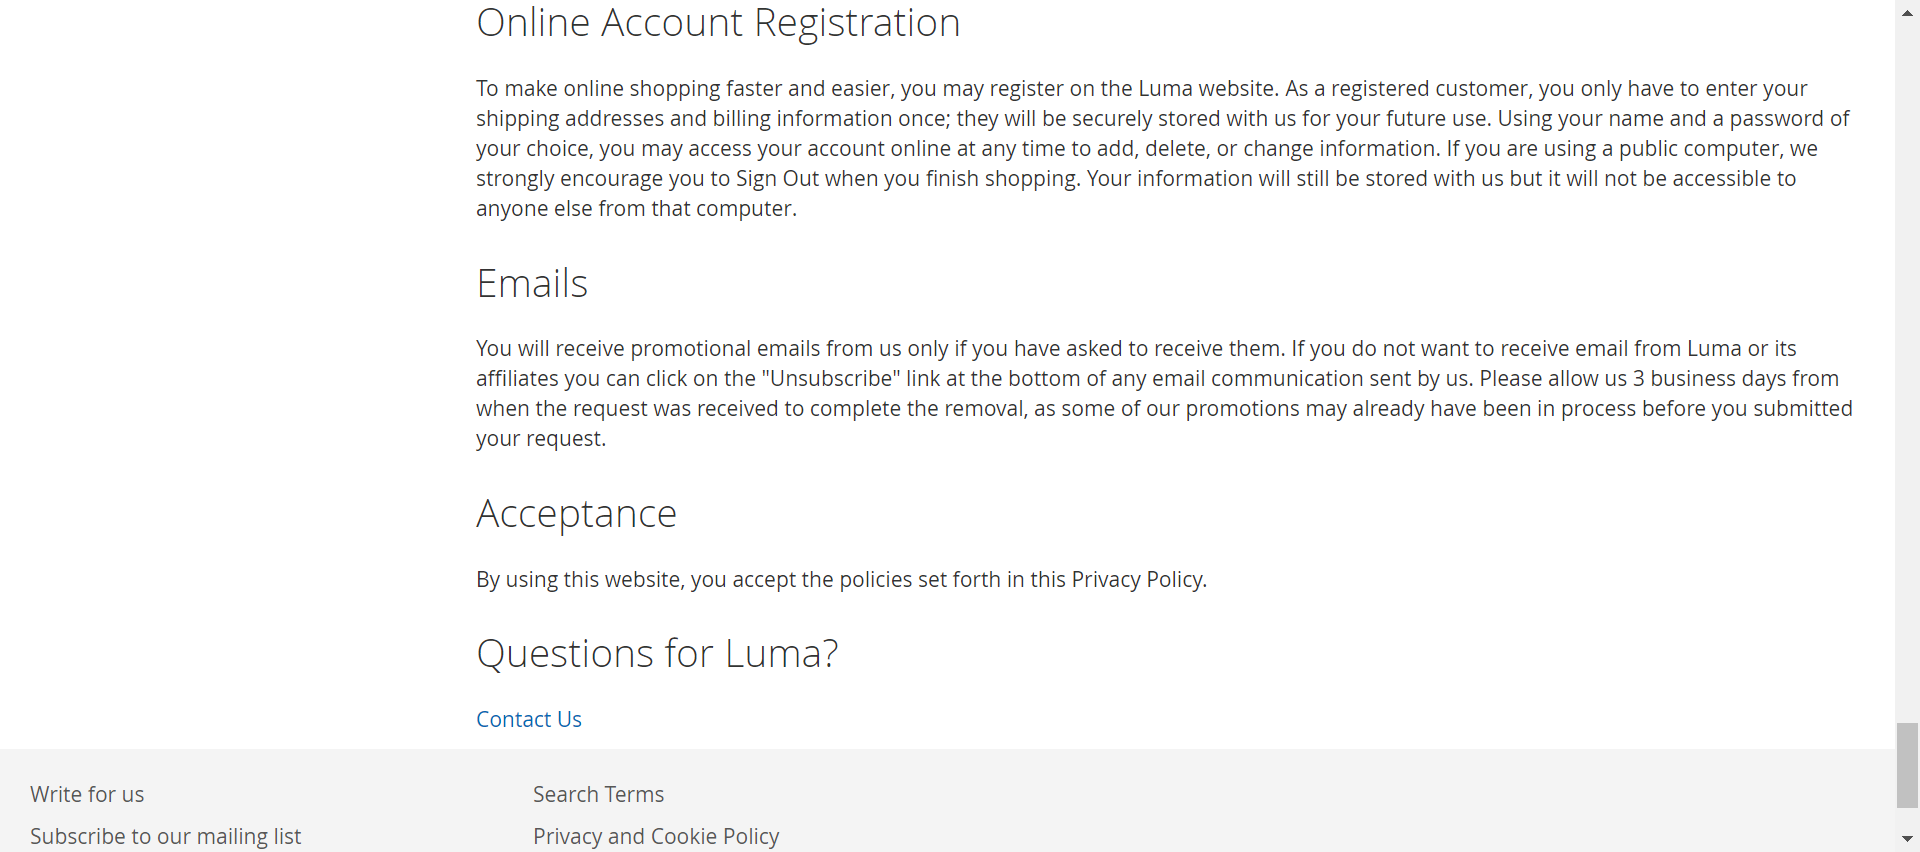 Online Account Registration
To make online shopping faster and easier, you may register on the Luma website. As a registered customer, you only have to enter your
shipping addresses and billing information once; they will be securely stored with us for your future use. Using your name and a password of
your choice, you may access your account online at any time to add, delete, or change information. If you are using a public computer, we
strongly encourage you to Sign Out when you finish shopping. Your information will still be stored with us but it will not be accessible to
anyone else from that computer.
Emails
You will receive promotional emails from us only if you have asked to receive them. If you do not want to receive email from Luma or its
affiliates you can click on the "Unsubscribe" link at the bottom of any email communication sent by us. Please allow us 3 business days from
when the request was received to complete the removal, as some of our promotions may already have been in process before you submitted
your request.
Acceptance
By using this website, you accept the policies set forth in this Privacy Policy.
Questions for Luma?
Contact Us
Write for us
Search Terms
Subscribe to our mailing list
Privacy and Cookie Policy